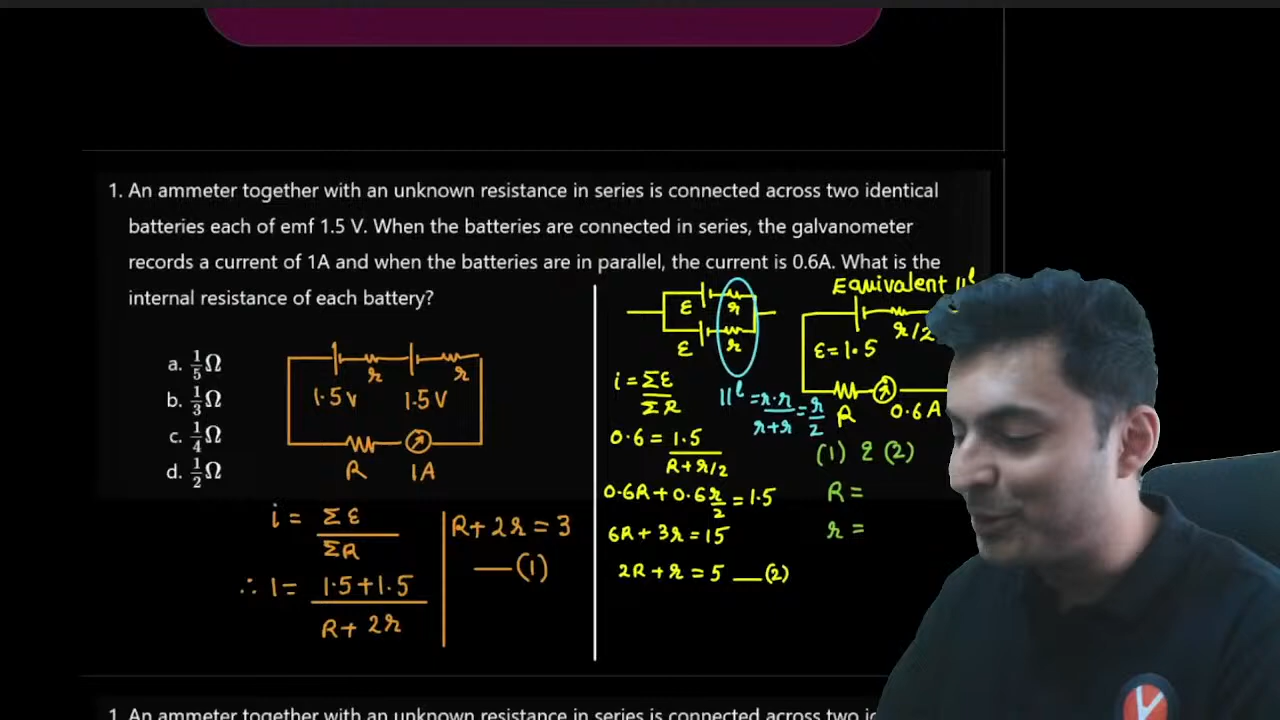 1. An ammeter together with an unknown resistance in series is connected across two identical
batteries each of emf 1.5 V. When the batteries are connected in series, the galvanometer
records a current of 1A and when the batteries are in parallel, the current is 0.6A. What is the
internal resistance of each battery?
a. 1/5 Ω
b. 1/3 Ω
c. 1/4 Ω
d. 1/2 Ω
r r
1.5 V 1.5 V
R 1A
i = Σε/ΣR
∴ 1 = (1.5+1.5)/(R + 2r)
R + 2r = 3
—(1)
ε r
ε r
i = Σε/ΣR
||l = r·r/(r+r) = r/2
0.6 = 1.5/(R + r/2)
0.6R + 0.6 r/2 = 1.5
6R + 3r = 15
2R + r = 5 —(2)
Equivalent ||l
r/2
ε = 1.5
R 0.6 A
(1) & (2)
R =
r =
1. An ammeter together with an unknown resistance in series is connected across two